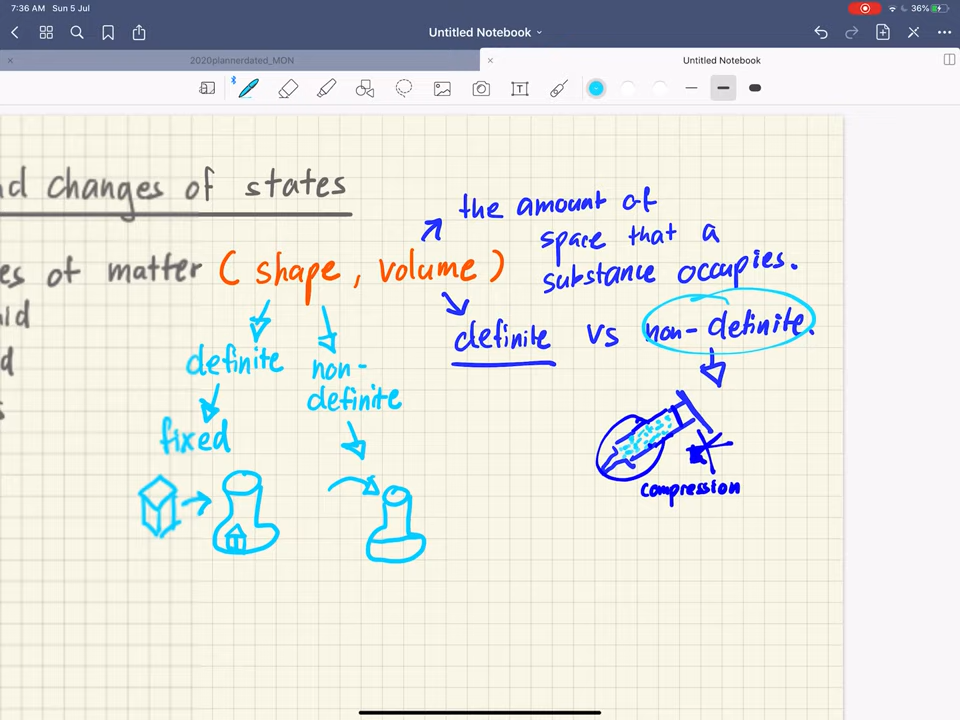 7:36 AM Sun 5 Jul
36%
Untitled Notebook
2020plannerdated_MON
Untitled Notebook
nd changes of states
the amount of
space that a
substance occupies.
es of matter ( shape , volume )
definite vs non-definite.
definite
non-
definite
fixed
compression